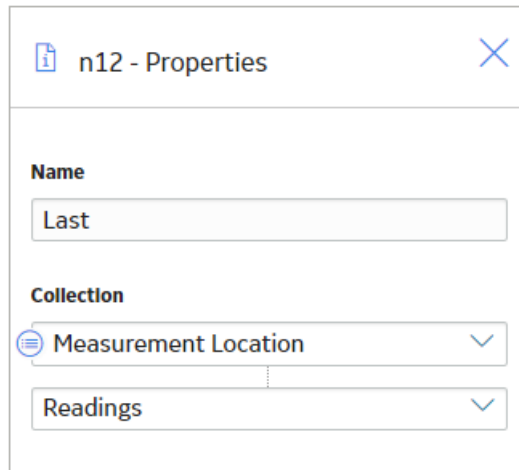 n12 - Properties
Name
Last
Collection
Measurement Location
Readings